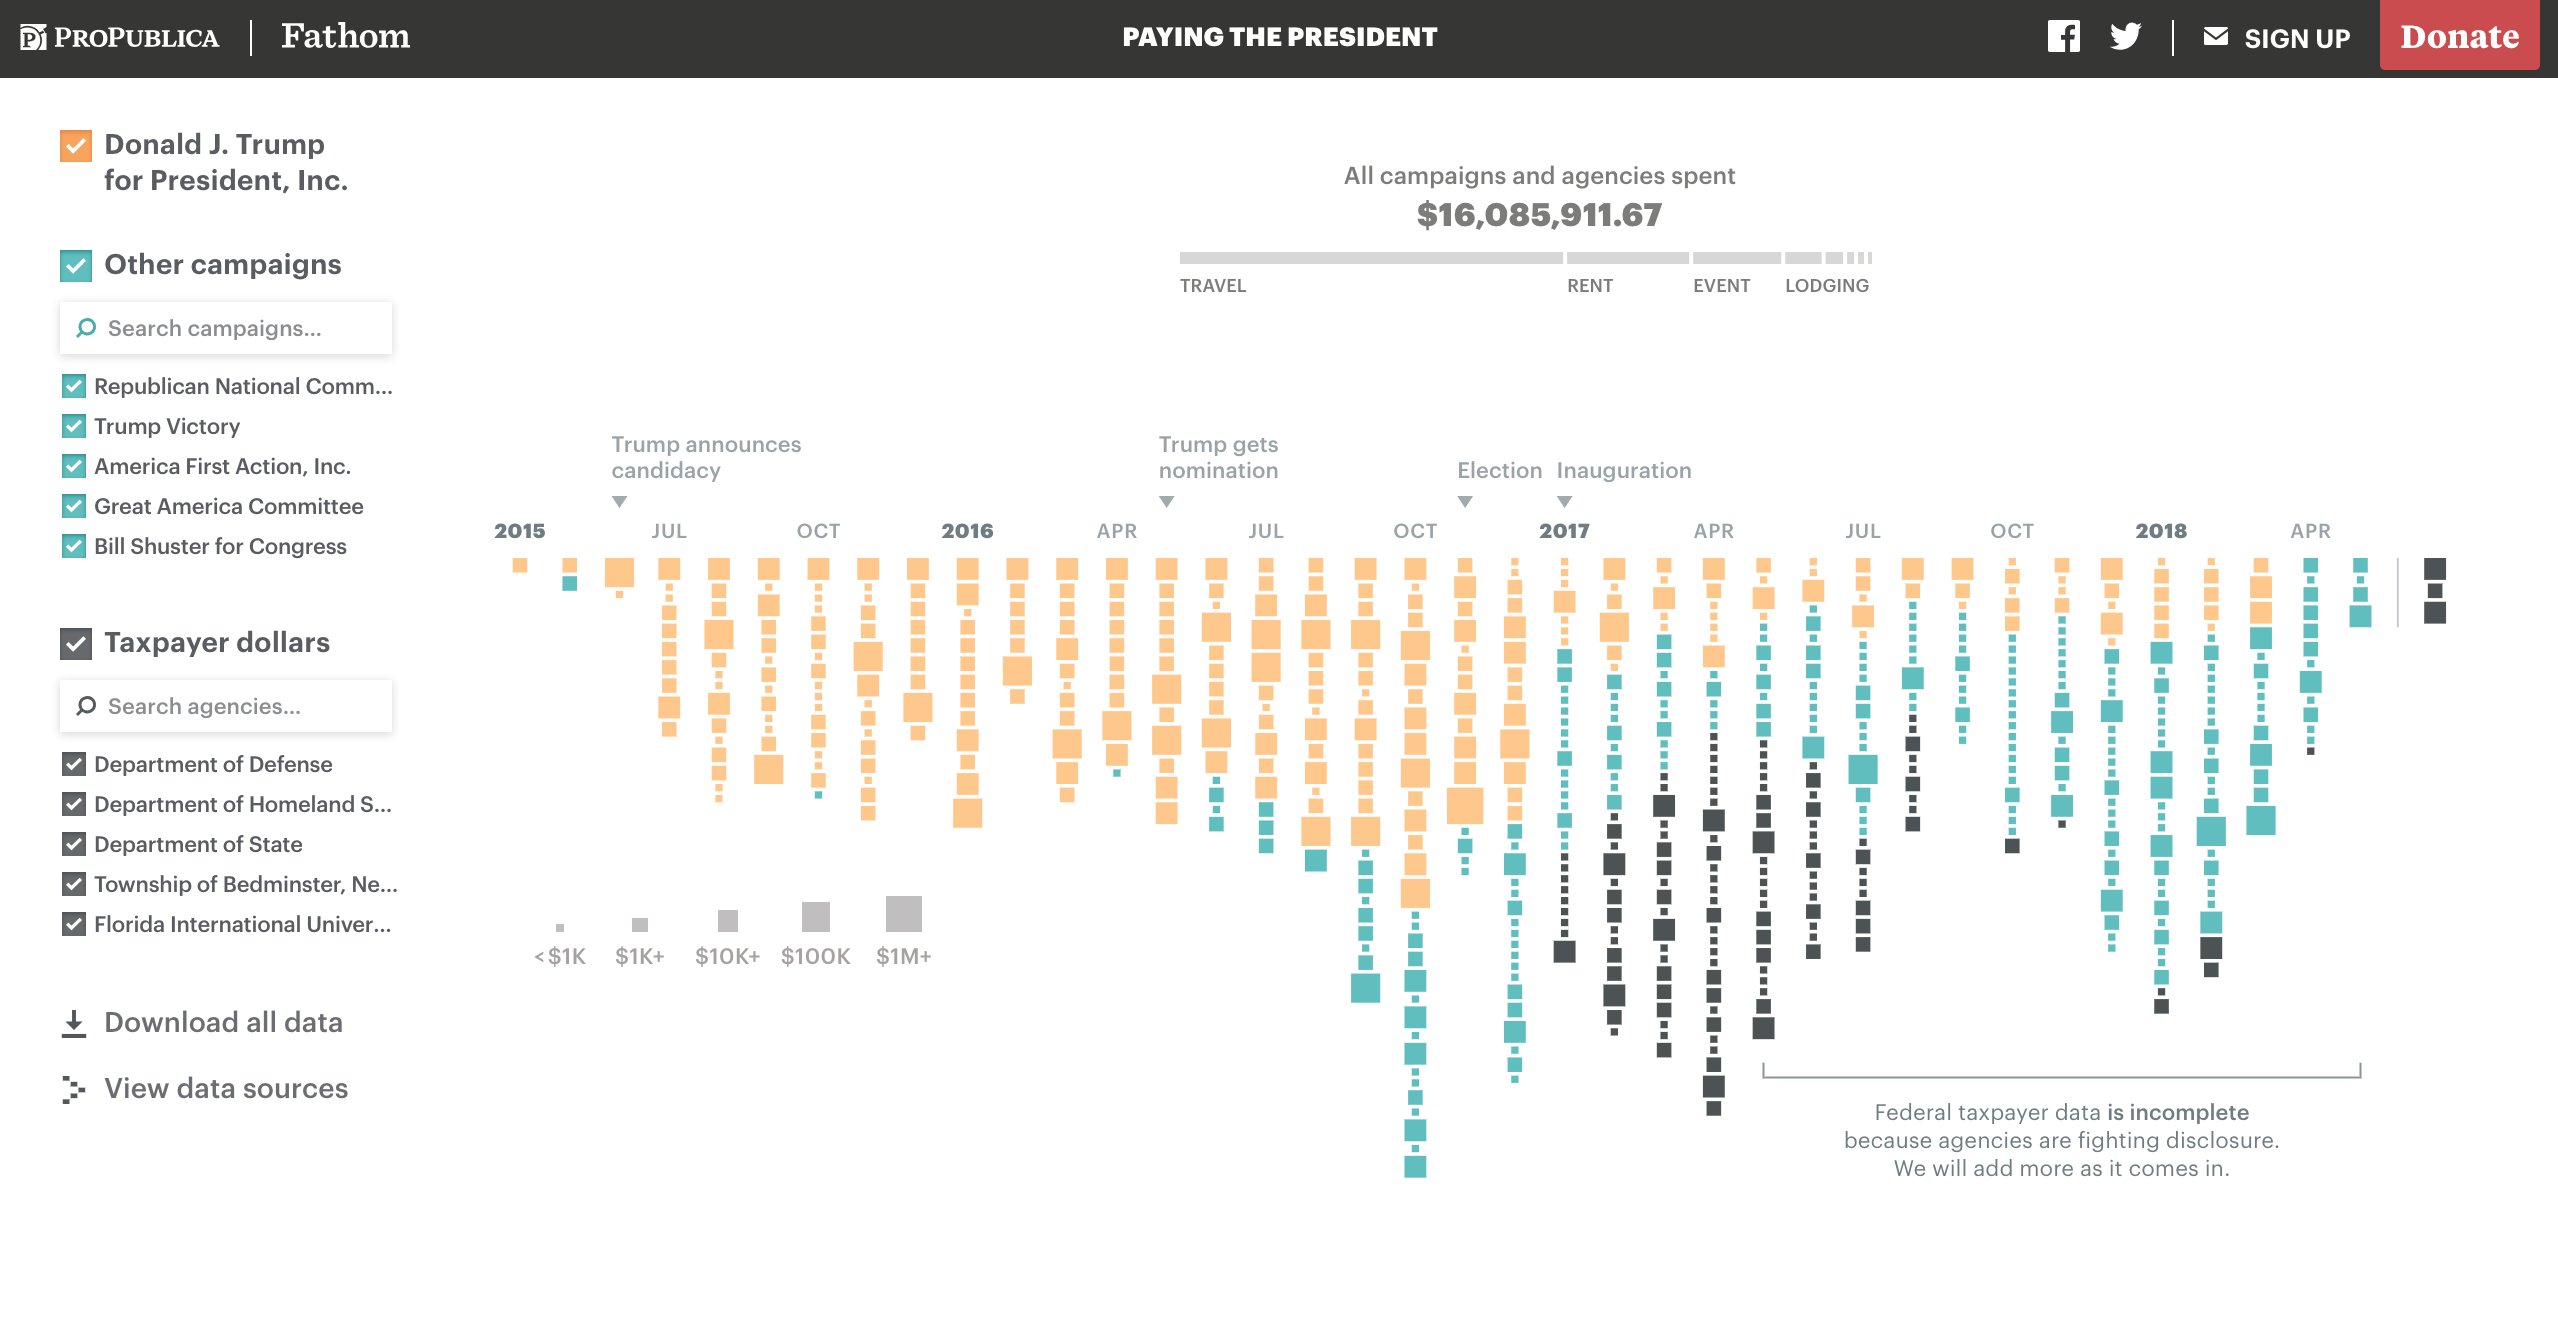 PROPUBLICA
Fathom
PAYING THE PRESIDENT
SIGN UP
Donate
Donald J. Trump
for President, Inc.
Other campaigns
Search campaigns...
Republican National Comm...
Trump Victory
America First Action, Inc.
Great America Committee
Bill Shuster for Congress
Taxpayer dollars
Search agencies...
Department of Defense
Department of Homeland S...
Department of State
Township of Bedminster, Ne...
Florida International Univer...
Download all data
View data sources
All campaigns and agencies spent
$16,085,911.67
TRAVEL RENT EVENT LODGING
Trump announces
candidacy
Trump gets
nomination
Election
Inauguration
2015 JUL OCT 2016 APR JUL OCT 2017 APR JUL OCT 2018 APR
<$1K $1K+ $10K+ $100K $1M+
Federal taxpayer data is incomplete
because agencies are fighting disclosure.
We will add more as it comes in.